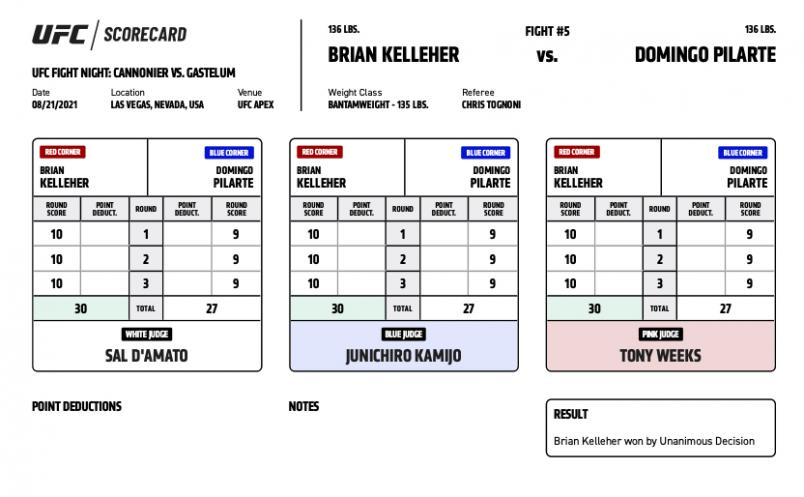 UFC / SCORECARD
UFC FIGHT NIGHT: CANNONIER VS. GASTELUM
Date Location Venue
08/21/2021 LAS VEGAS, NEVADA, USA UFC APEX
136 LBS. FIGHT #5 136 LBS.
BRIAN KELLEHER VS. DOMINGO PILARTE
Weight Class Referee
BANTAMWEIGHT - 135 LBS. CHRIS TOGNONI
RED CORNER BLUE CORNER
BRIAN DOMINGO
KELLEHER PILARTE
ROUND POINT ROUND POINT ROUND
SCORE DEDUCT. DEDUCT. SCORE
10 1 9
10 2 9
10 3 9
30 TOTAL 27
WHITE JUDGE
SAL D'AMATO
RED CORNER BLUE CORNER
BRIAN DOMINGO
KELLEHER PILARTE
ROUND POINT ROUND POINT ROUND
SCORE DEDUCT. DEDUCT. SCORE
10 1 9
10 2 9
10 3 9
30 TOTAL 27
BLUE JUDGE
JUNICHIRO KAMIJO
RED CORNER BLUE CORNER
BRIAN DOMINGO
KELLEHER PILARTE
ROUND POINT ROUND POINT ROUND
SCORE DEDUCT. DEDUCT. SCORE
10 1 9
10 2 9
10 3 9
30 TOTAL 27
PINK JUDGE
TONY WEEKS
POINT DEDUCTIONS
NOTES
RESULT
Brian Kelleher won by Unanimous Decision